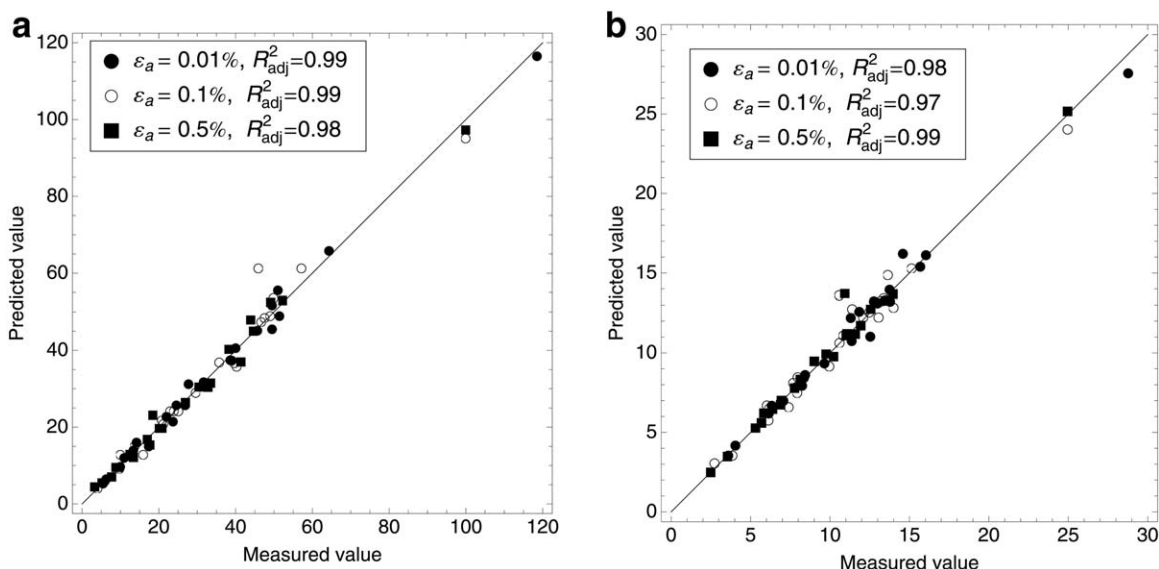 a
120
100
80
60
40
20
0
0 20 40 60 80 100 120
Predicted value
Measured value
εₐ = 0.01%, R²adj=0.99
εₐ = 0.1%, R²adj=0.99
εₐ = 0.5%, R²adj=0.98
b
30
25
20
15
10
5
0
0 5 10 15 20 25 30
Predicted value
Measured value
εₐ = 0.01%, R²adj=0.98
εₐ = 0.1%, R²adj=0.97
εₐ = 0.5%, R²adj=0.99